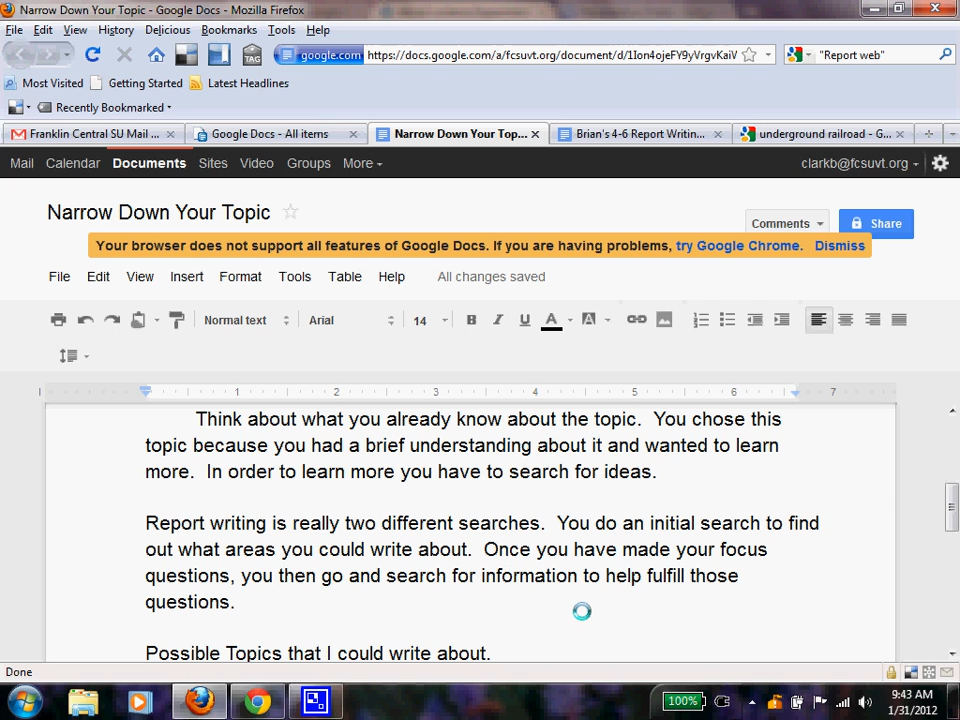 Narrow Down Your Topic - Google Docs - Mozilla Firefox
File Edit View History Delicious Bookmarks Tools Help
TAG google.com https://docs.google.com/a/fcsuvt.org/document/d/1Ion4ojeFY9yVrgvKaiV "Report web"
Most Visited Getting Started Latest Headlines
Recently Bookmarked
Franklin Central SU Mail ... Google Docs - All items Narrow Down Your Top... Brian's 4-6 Report Writing... underground railroad - G...
Mail Calendar Documents Sites Video Groups More clarkb@fcsuvt.org
Narrow Down Your Topic
Comments Share
Your browser does not support all features of Google Docs. If you are having problems, try Google Chrome. Dismiss
File Edit View Insert Format Tools Table Help All changes saved
Normal text Arial 14 B I U A A
1 2 3 4 5 6 7
Think about what you already know about the topic. You chose this
topic because you had a brief understanding about it and wanted to learn
more. In order to learn more you have to search for ideas.
Report writing is really two different searches. You do an initial search to find
out what areas you could write about. Once you have made your focus
questions, you then go and search for information to help fulfill those
questions.
Possible Topics that I could write about.
Done
100% 9:43 AM
1/31/2012